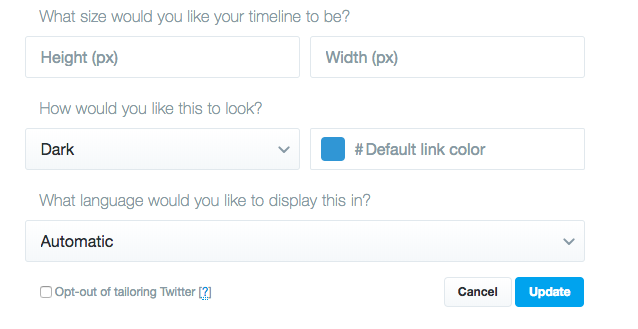 What size would you like your timeline to be?
Height (px) Width (px)
How would you like this to look?
Dark # Default link color
What language would you like to display this in?
Automatic
Opt-out of tailoring Twitter [?] Cancel Update